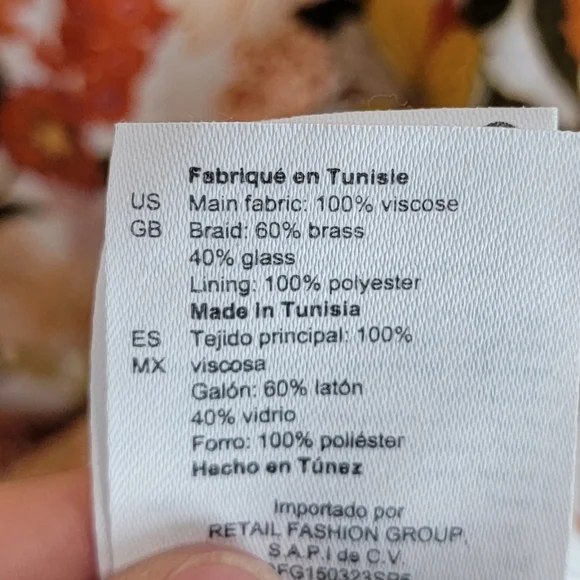 Fabriqué en Tunisie
US Main fabric: 100% viscose
GB Braid: 60% brass
40% glass
Lining: 100% polyester
Made in Tunisia
ES Tejido principal: 100%
MX viscosa
Galón: 60% latón
40% vidrio
Forro: 100% poliéster
Hecho en Túnez
Importado por
RETAIL FASHION GROUP,
S.A.P.I de C.V.